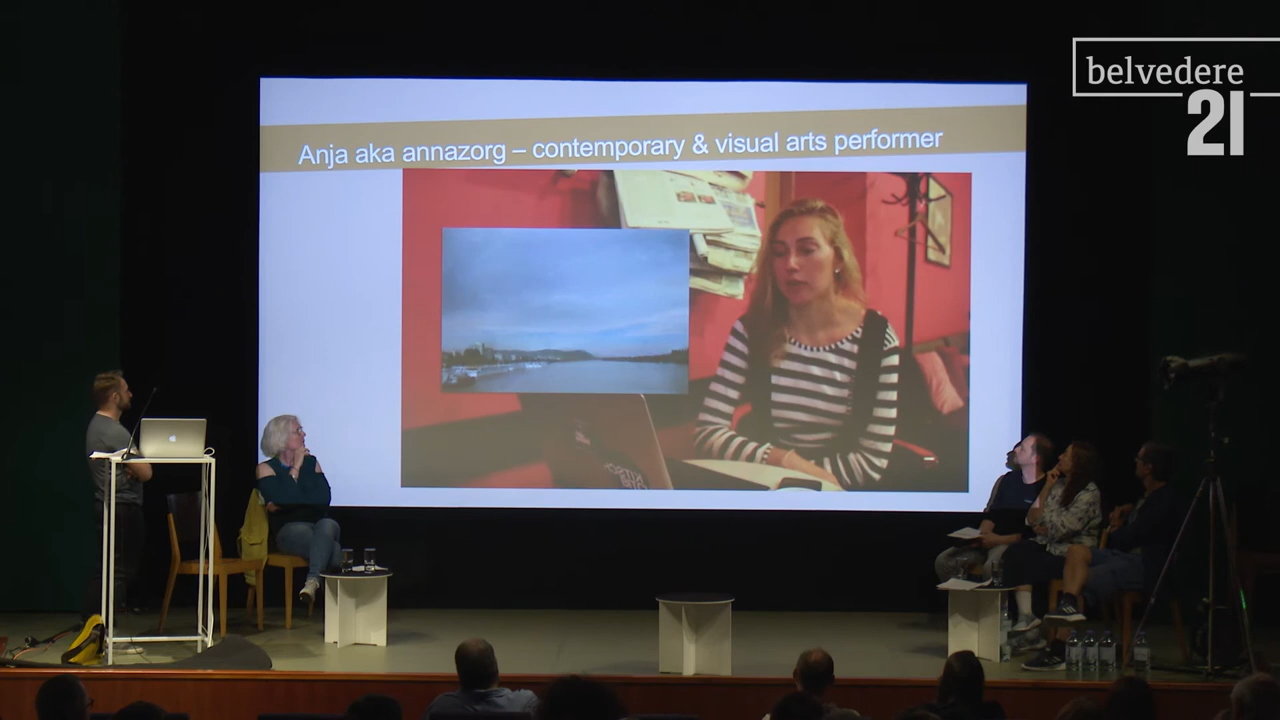 belvedere
21
Anja aka annazorg – contemporary & visual arts performer